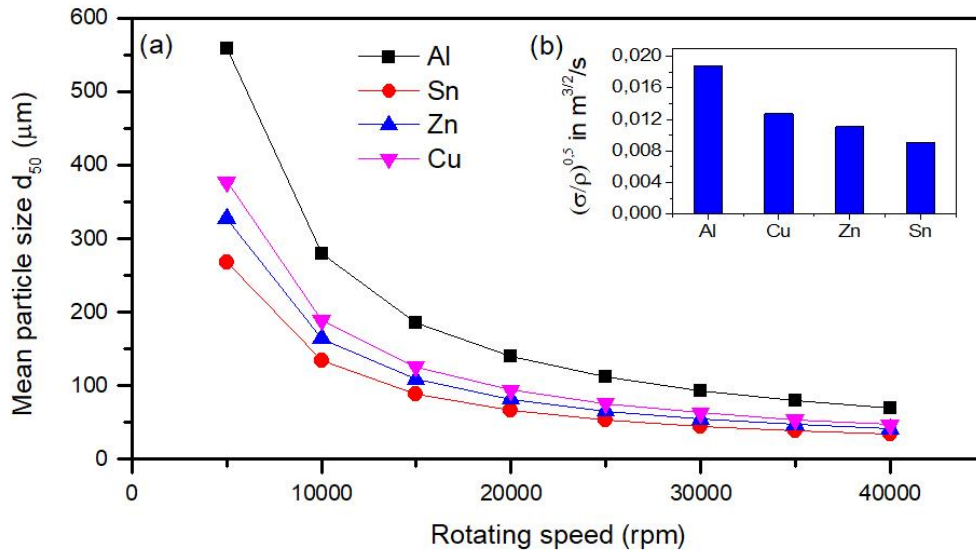 (a)
Al
Sn
Zn
Cu
600
500
400
300
200
100
0
Mean particle size d₅₀ (μm)
0 10000 20000 30000 40000
Rotating speed (rpm)
(b)
0,020
0,016
0,012
0,008
0,004
0,000
(σ/ρ)⁰·⁵ in m³ᐟ²/s
Al Cu Zn Sn